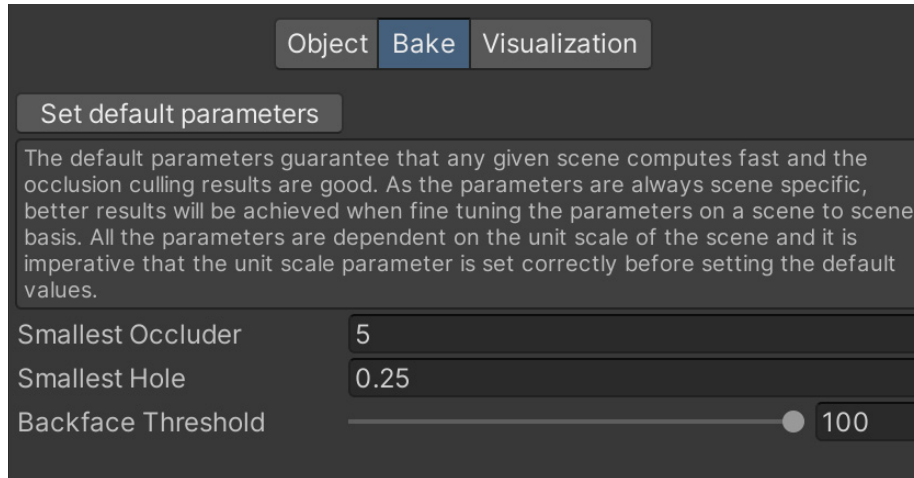 Object Bake Visualization
Set default parameters
The default parameters guarantee that any given scene computes fast and the
occlusion culling results are good. As the parameters are always scene specific,
better results will be achieved when fine tuning the parameters on a scene to scene
basis. All the parameters are dependent on the unit scale of the scene and it is
imperative that the unit scale parameter is set correctly before setting the default
values.
Smallest Occluder 5
Smallest Hole 0.25
Backface Threshold 100